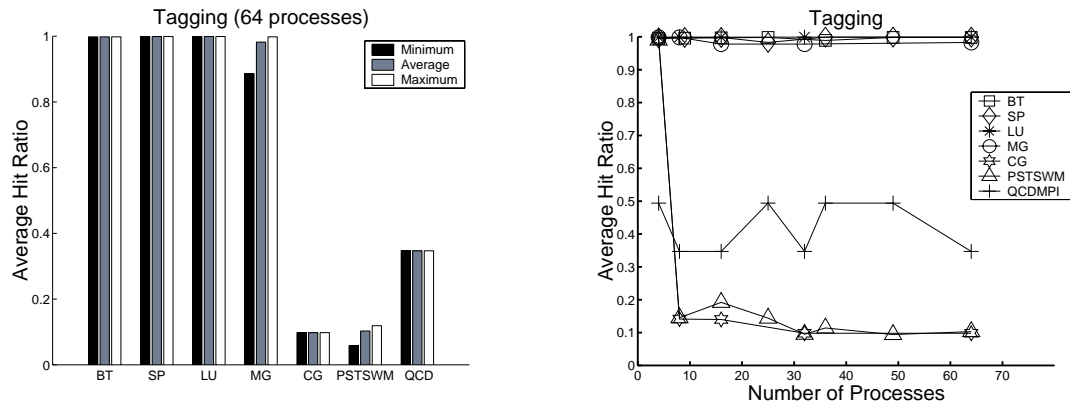 Tagging (64 processes)
Average Hit Ratio
1
0.8
0.6
0.4
0.2
0
Minimum
Average
Maximum
BT SP LU MG CG PSTSWM QCD
Tagging
Average Hit Ratio
1
0.9
0.8
0.7
0.6
0.5
0.4
0.3
0.2
0.1
0
BT
SP
LU
MG
CG
PSTSWM
QCDMPI
0 10 20 30 40 50 60 70
Number of Processes